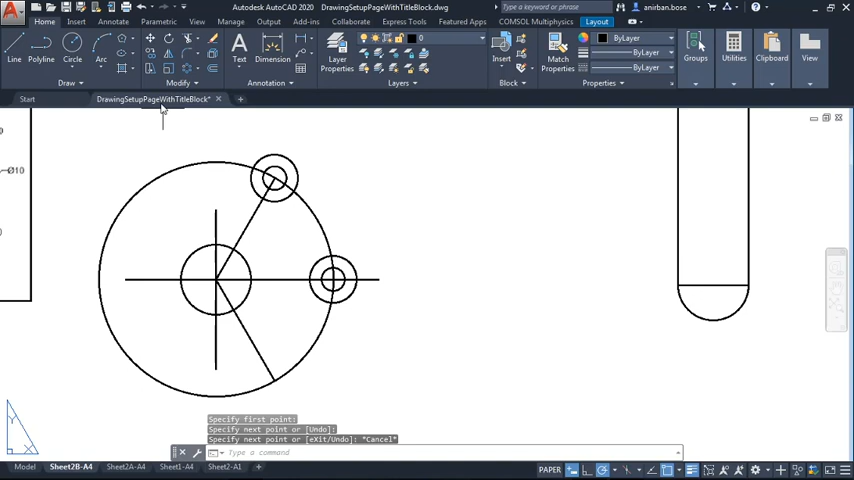 Autodesk AutoCAD 2020 DrawingSetupPageWithTitleBlock.dwg Type a keyword or phrase anirban.bose
Home Insert Annotate Parametric View Manage Output Add-ins Collaborate Express Tools Featured Apps COMSOL Multiphysics Layout
Line Polyline Circle Arc Text Dimension Layer Properties Insert Match Properties ByLayer Groups Utilities Clipboard View
0
ByLayer
ByLayer
Draw Modify Annotation Layers Block Properties
Start DrawingSetupPageWithTitleBlock*
Ø10
Y
X
Specify first point:
Specify next point or [Undo]:
Specify next point or [eXit/Undo]: *Cancel*
Type a command
Model Sheet2B-A4 Sheet2A-A4 Sheet1-A4 Sheet2-A1 PAPER